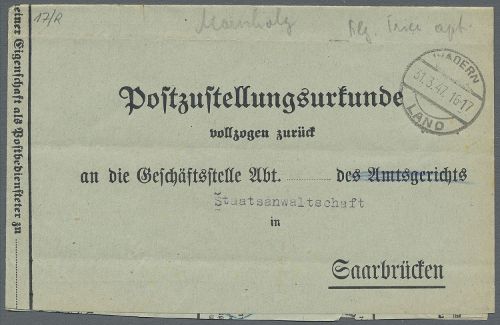 17/R
Postzustellungsurkunde
vollzogen zurück
an die Geschäftsstelle Abt. ........ des Amtsgerichts
Staatsanwaltschaft
in
Saarbrücken
WADERN
31.3.47.16-17
LAND
einer Eigenschaft als Postbediensteter zu